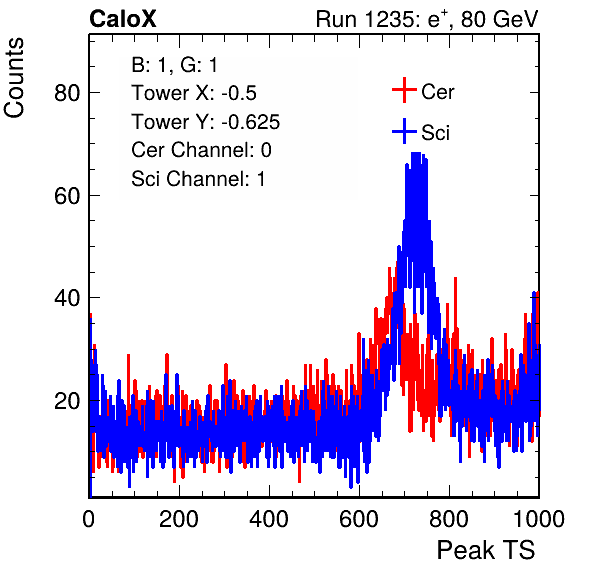 CaloX Run 1235: e+, 80 GeV
Counts
B: 1, G: 1
Tower X: -0.5
Tower Y: -0.625
Cer Channel: 0
Sci Channel: 1
Cer
Sci
80
60
40
20
0 200 400 600 800 1000
Peak TS